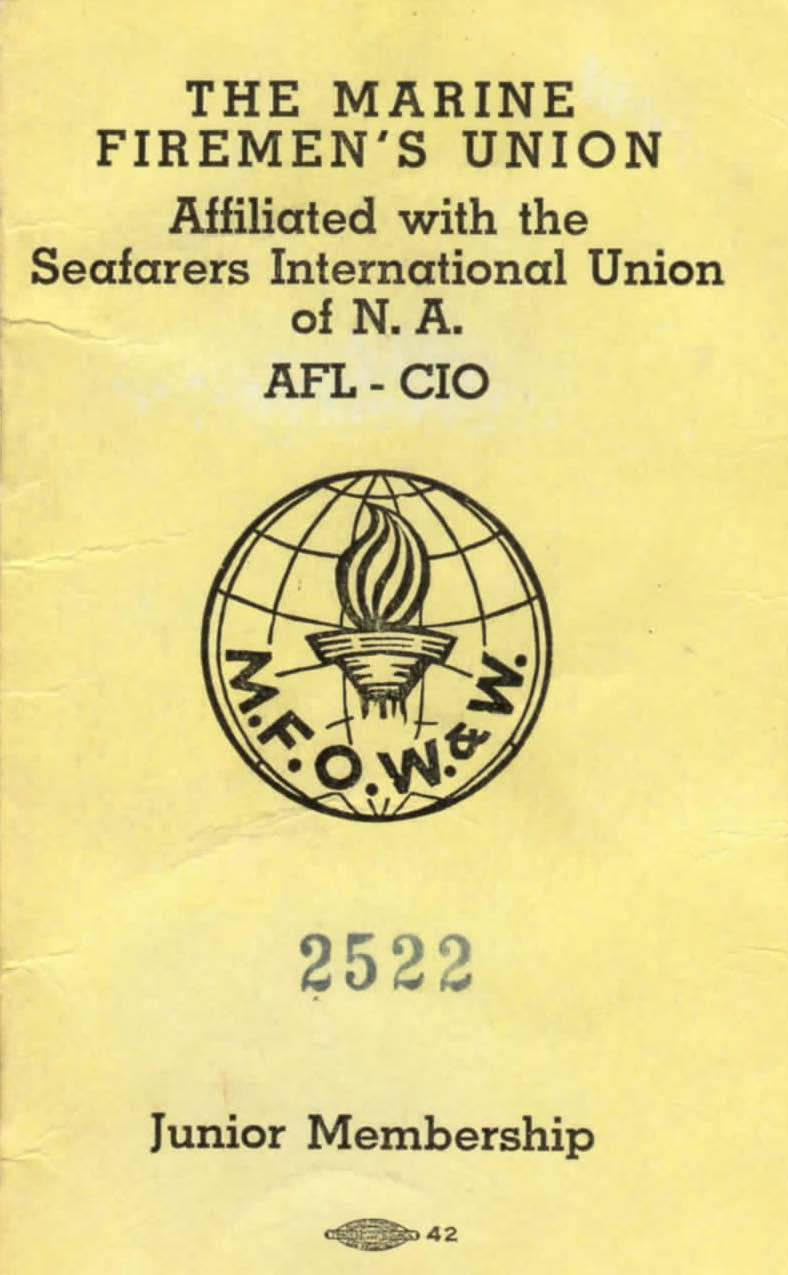 THE MARINE
FIREMEN'S UNION
Affiliated with the
Seafarers International Union
of N. A.
AFL - CIO
M.F.O.W.&W.
2522
Junior Membership
42